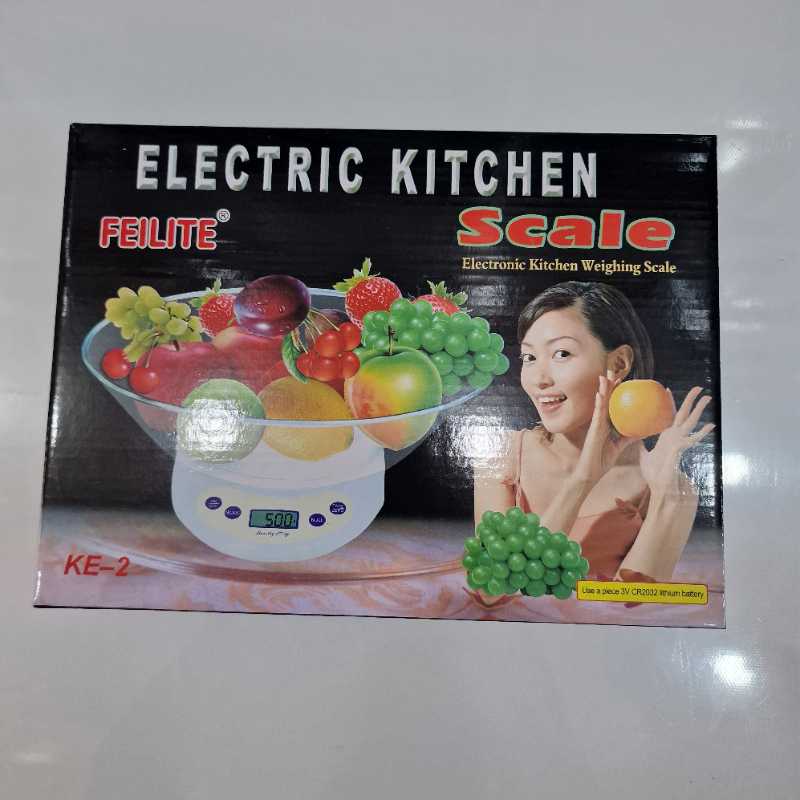 ELECTRIC KITCHEN
FEILITE®
Scale
Electronic Kitchen Weighing Scale
500
KE-2
Use a piece 3V CR2032 lithium battery